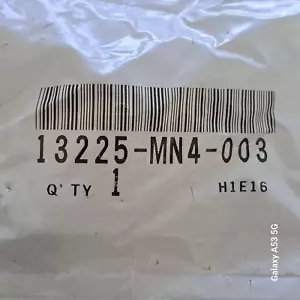 13225-MN4-003
Q'TY 1 H1E16
Galaxy A53 5G